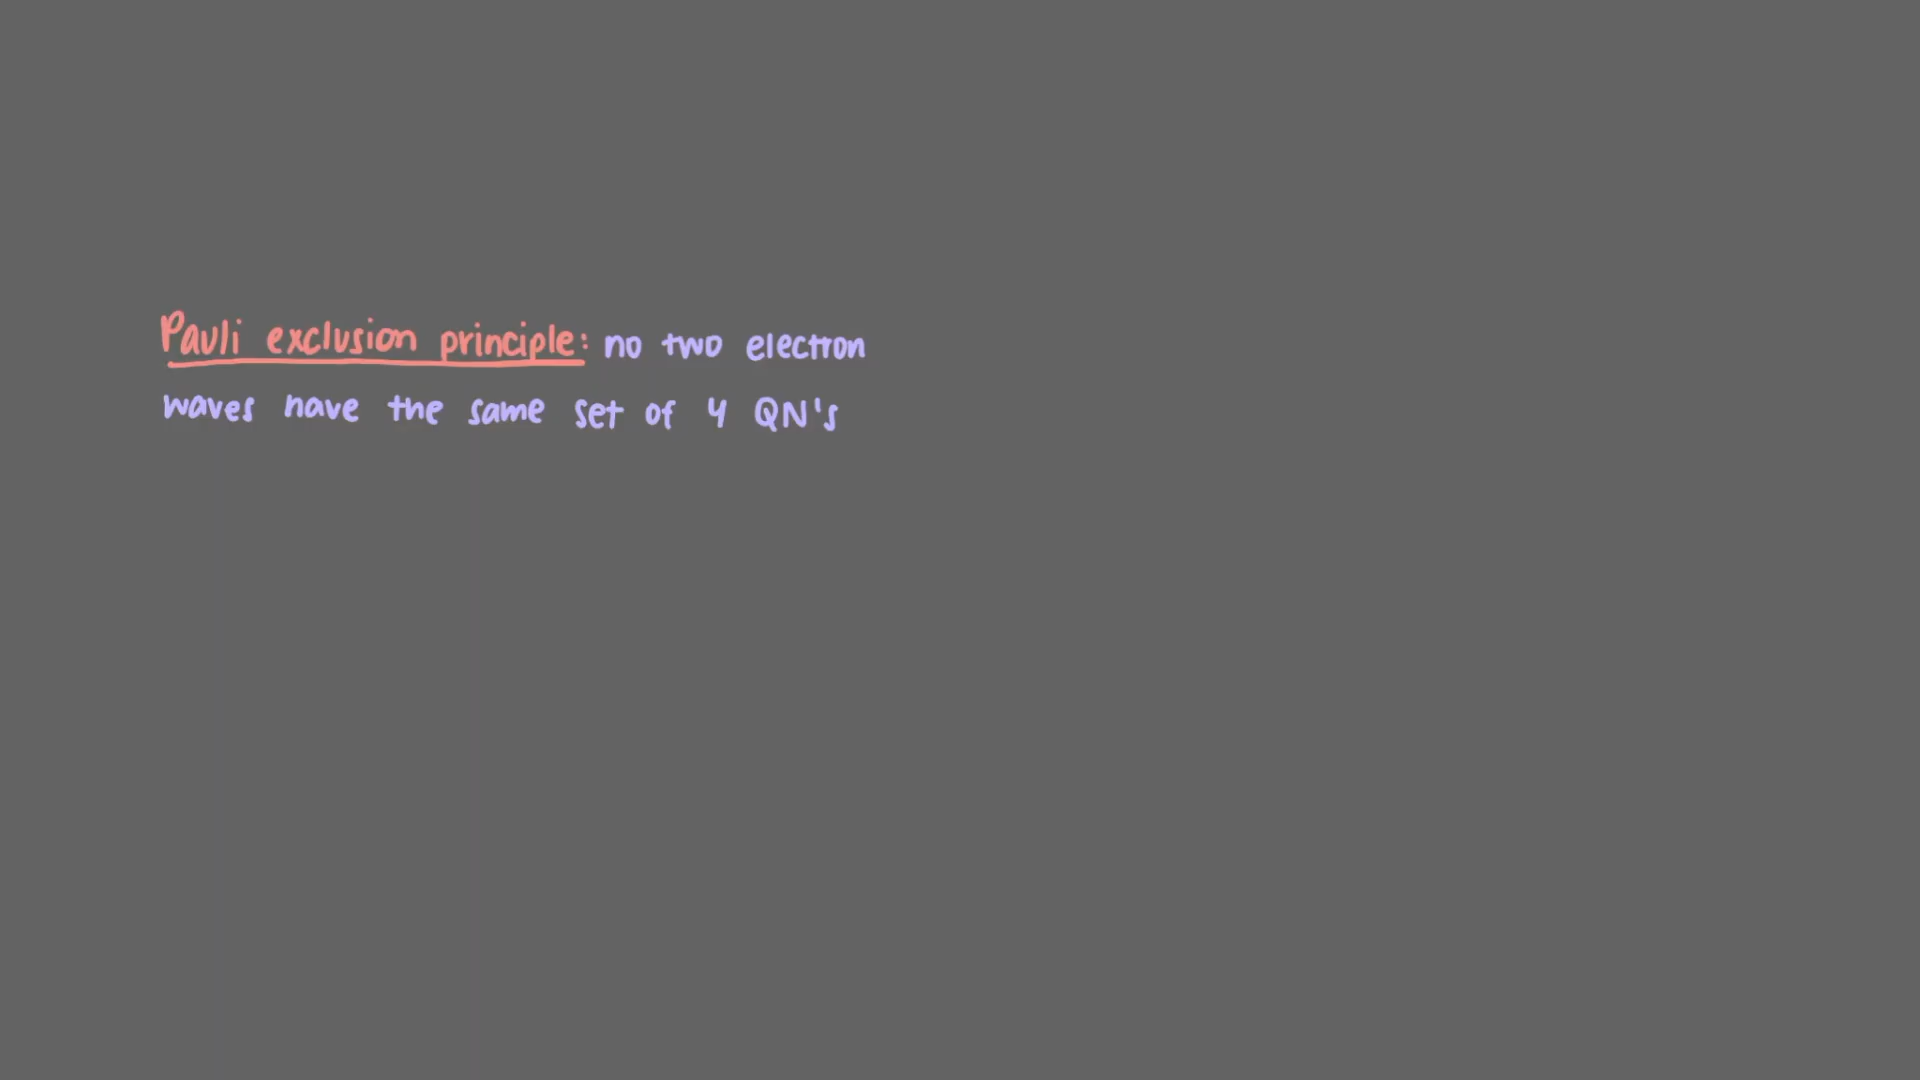 Pauli exclusion principle: no two electron
waves have the same set of 4 QN's